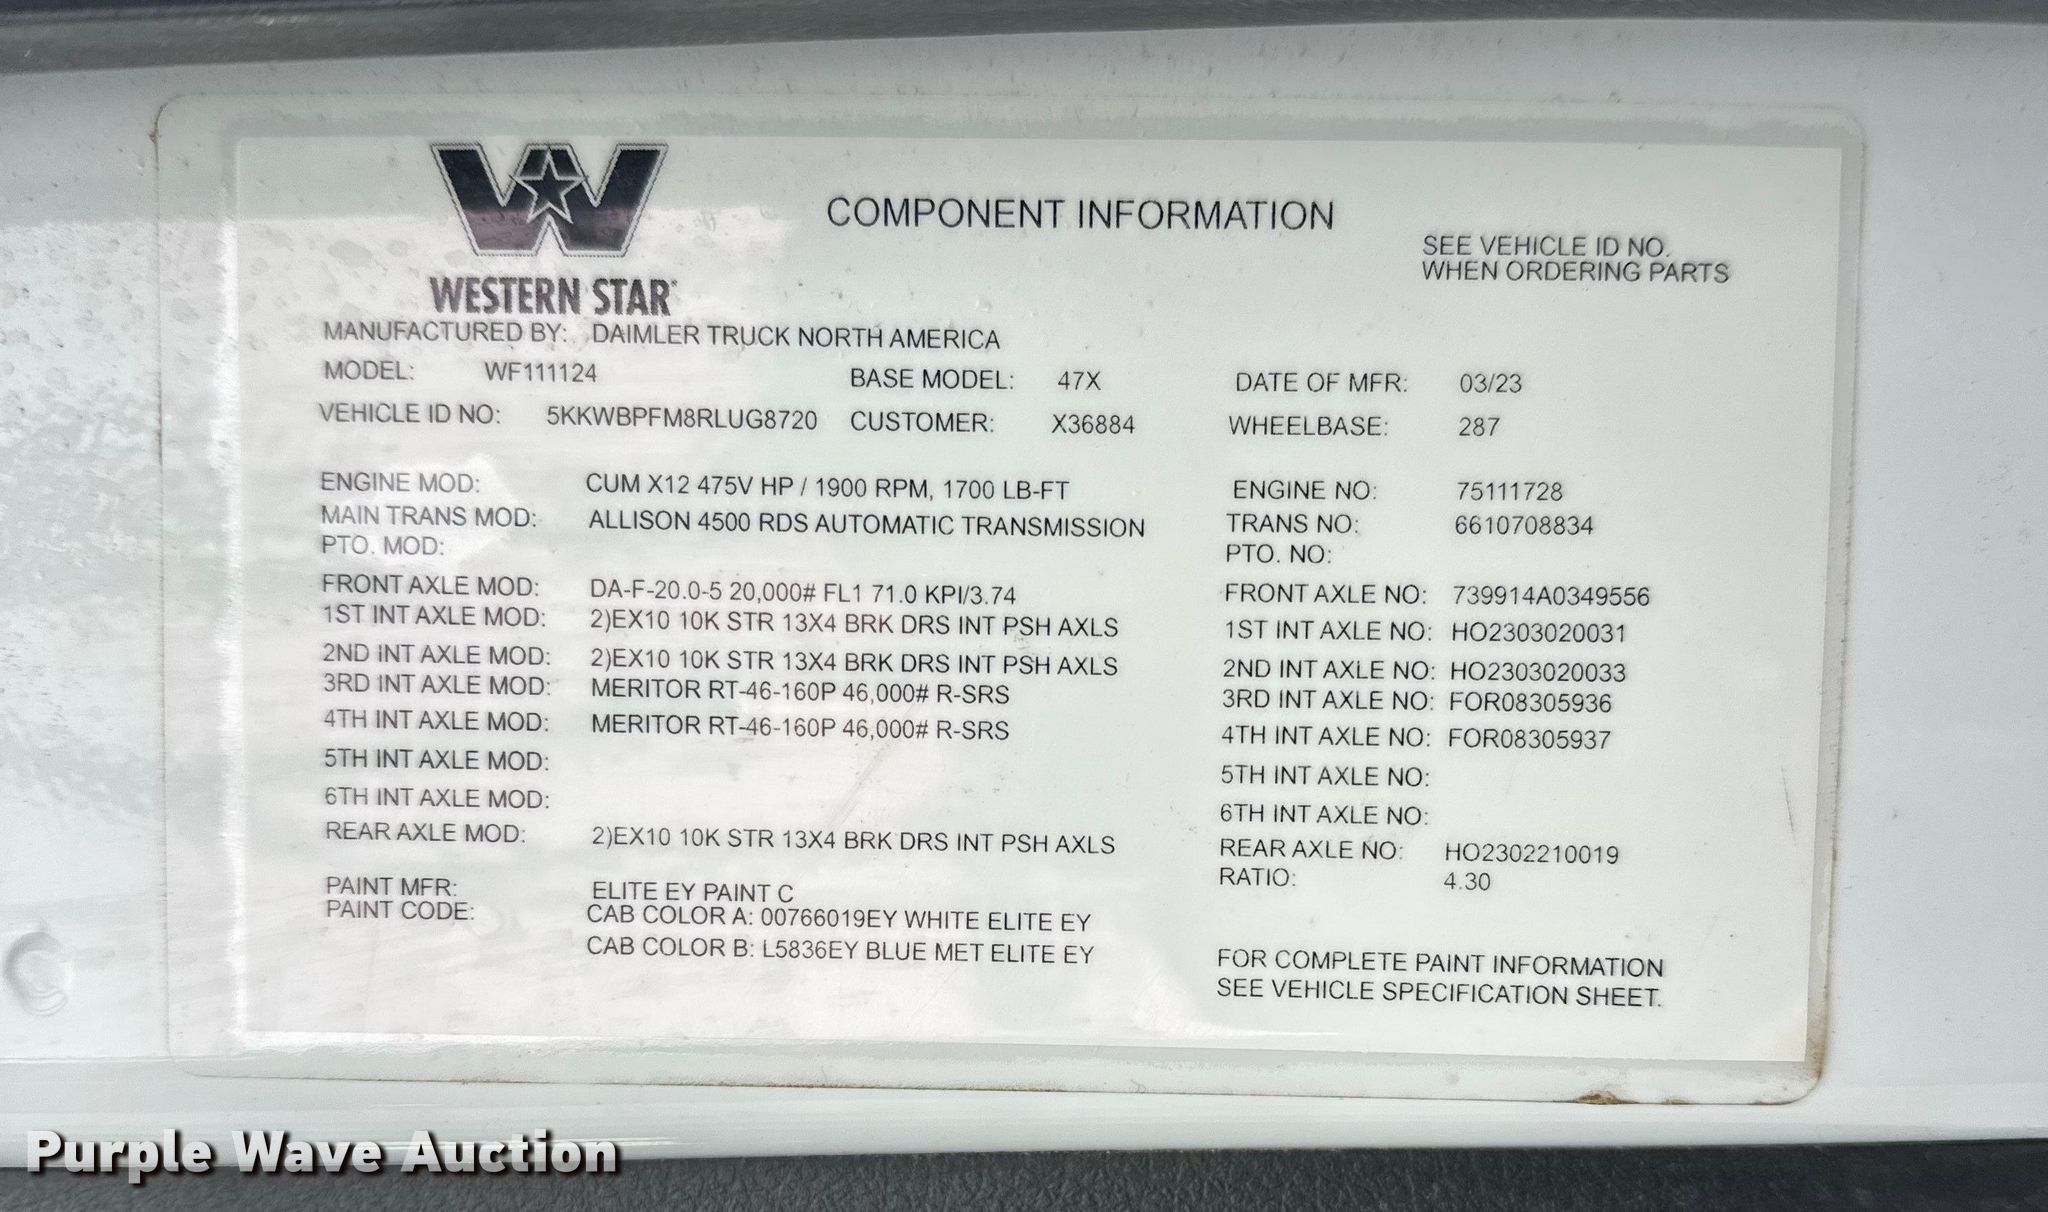 WESTERN STAR
COMPONENT INFORMATION
SEE VEHICLE ID NO.
WHEN ORDERING PARTS
MANUFACTURED BY: DAIMLER TRUCK NORTH AMERICA
MODEL: WF111124 BASE MODEL: 47X DATE OF MFR: 03/23
VEHICLE ID NO: 5KKWBPFM8RLUG8720 CUSTOMER: X36884 WHEELBASE: 287
ENGINE MOD: CUM X12 475V HP / 1900 RPM, 1700 LB-FT ENGINE NO: 75111728
MAIN TRANS MOD: ALLISON 4500 RDS AUTOMATIC TRANSMISSION TRANS NO: 6610708834
PTO. MOD: PTO. NO:
FRONT AXLE MOD: DA-F-20.0-5 20,000# FL1 71.0 KPI/3.74 FRONT AXLE NO: 739914A0349556
1ST INT AXLE MOD: 2)EX10 10K STR 13X4 BRK DRS INT PSH AXLS 1ST INT AXLE NO: HO2303020031
2ND INT AXLE MOD: 2)EX10 10K STR 13X4 BRK DRS INT PSH AXLS 2ND INT AXLE NO: HO2303020033
3RD INT AXLE MOD: MERITOR RT-46-160P 46,000# R-SRS 3RD INT AXLE NO: FOR08305936
4TH INT AXLE MOD: MERITOR RT-46-160P 46,000# R-SRS 4TH INT AXLE NO: FOR08305937
5TH INT AXLE MOD: 5TH INT AXLE NO:
6TH INT AXLE MOD: 6TH INT AXLE NO:
REAR AXLE MOD: 2)EX10 10K STR 13X4 BRK DRS INT PSH AXLS REAR AXLE NO: HO2302210019
RATIO: 4.30
PAINT MFR: ELITE EY PAINT C
PAINT CODE: CAB COLOR A: 00766019EY WHITE ELITE EY
CAB COLOR B: L5836EY BLUE MET ELITE EY
FOR COMPLETE PAINT INFORMATION
SEE VEHICLE SPECIFICATION SHEET.
Purple Wave Auction